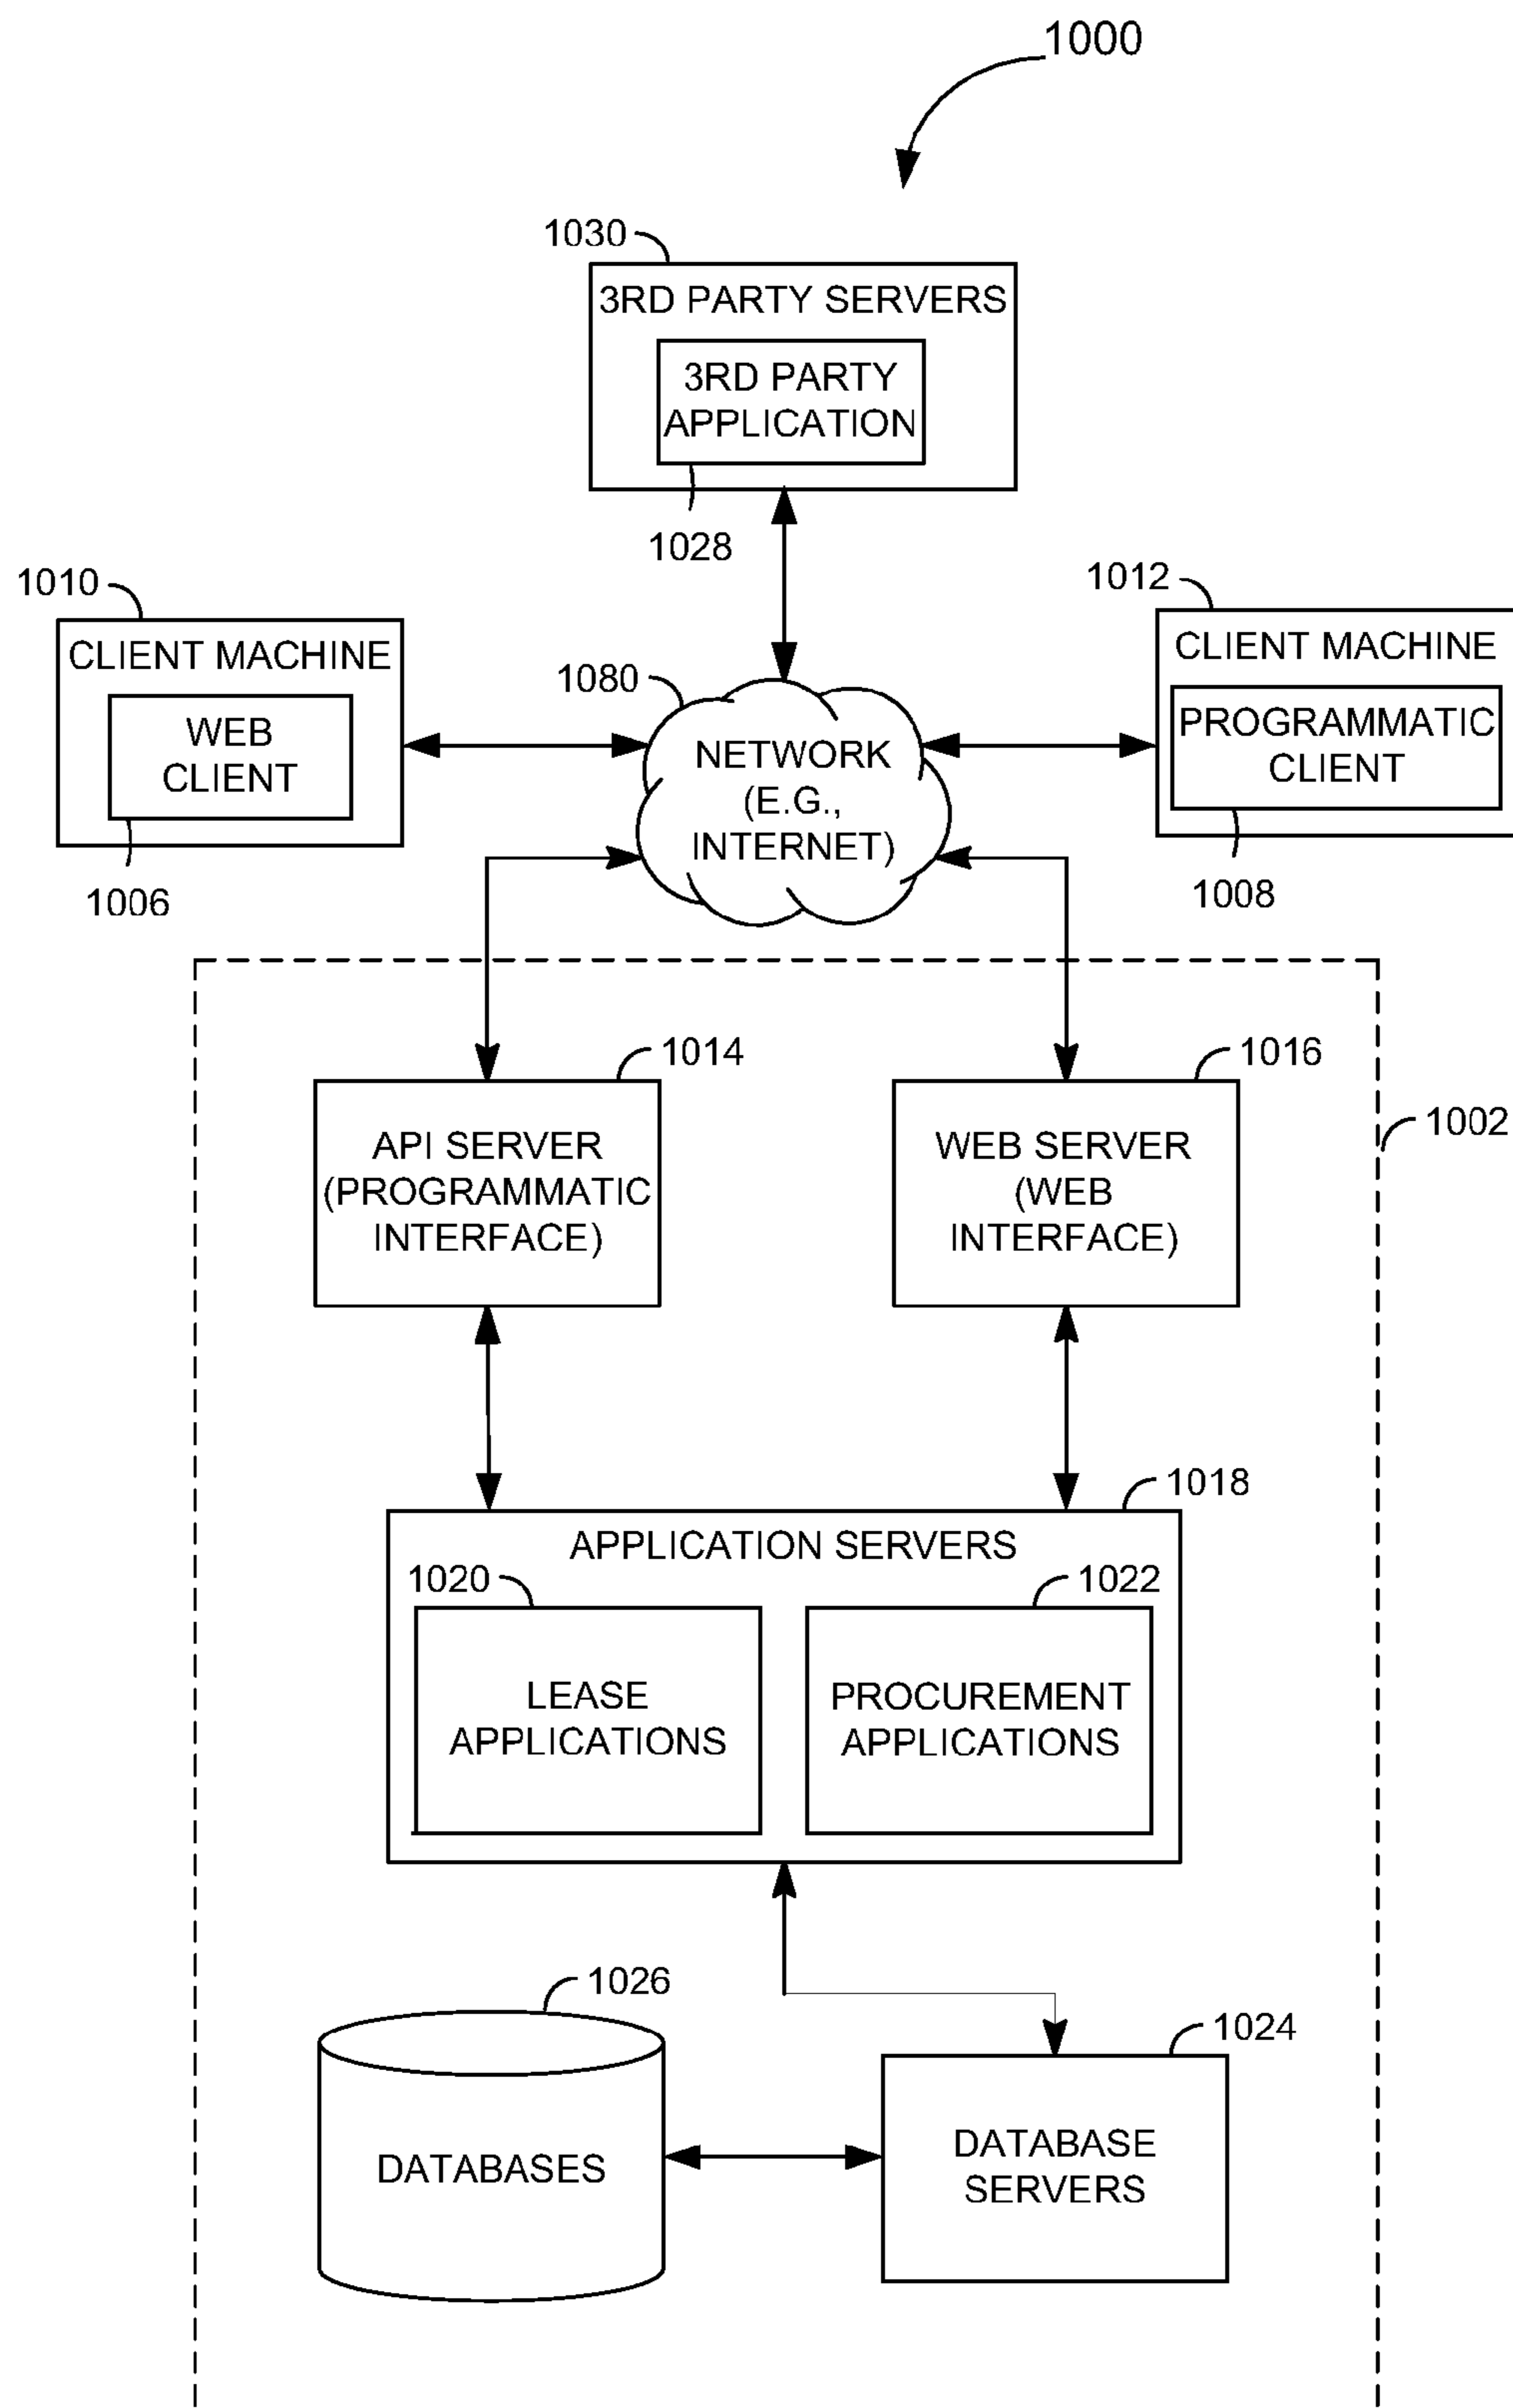 1000
1030
3RD PARTY SERVERS
3RD PARTY
APPLICATION
1028
1010
CLIENT MACHINE
WEB
CLIENT
1006
1012
CLIENT MACHINE
PROGRAMMATIC
CLIENT
1008
1080
NETWORK
(E.G.,
INTERNET)
1014
API SERVER
(PROGRAMMATIC
INTERFACE)
1016
WEB SERVER
(WEB
INTERFACE)
1002
1018
APPLICATION SERVERS
1020
LEASE
APPLICATIONS
1022
PROCUREMENT
APPLICATIONS
1026
DATABASES
1024
DATABASE
SERVERS